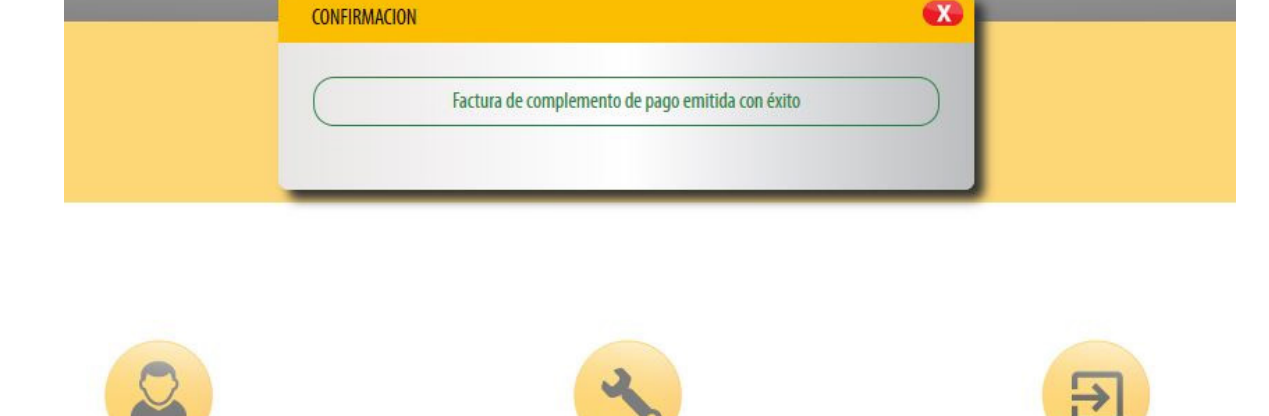 CONFIRMACION
X
Factura de complemento de pago emitida con éxito